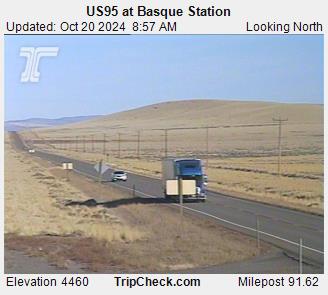 US95 at Basque Station
Updated: Oct 20 2024 8:57 AM Looking North
Elevation 4460 TripCheck.com Milepost 91.62